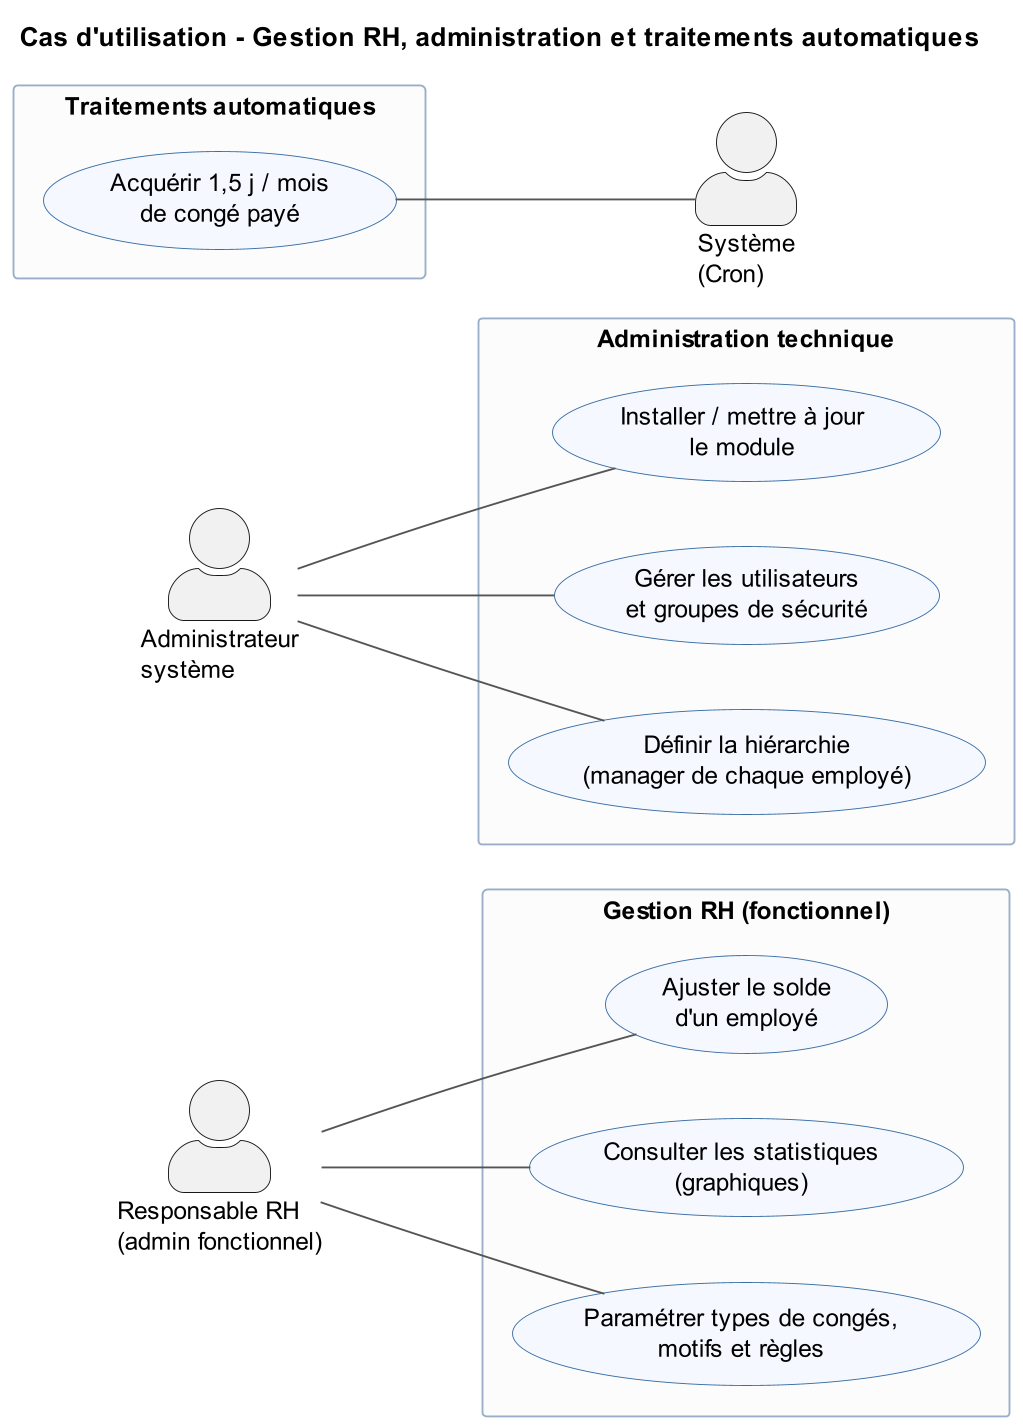 Cas d'utilisation - Gestion RH, administration et traitements automatiques
Traitements automatiques
Acquérir 1,5 j / mois
de congé payé
Système
(Cron)
Administration technique
Installer / mettre à jour
le module
Gérer les utilisateurs
et groupes de sécurité
Administrateur
système
Définir la hiérarchie
(manager de chaque employé)
Gestion RH (fonctionnel)
Ajuster le solde
d'un employé
Consulter les statistiques
(graphiques)
Responsable RH
(admin fonctionnel)
Paramétrer types de congés,
motifs et règles